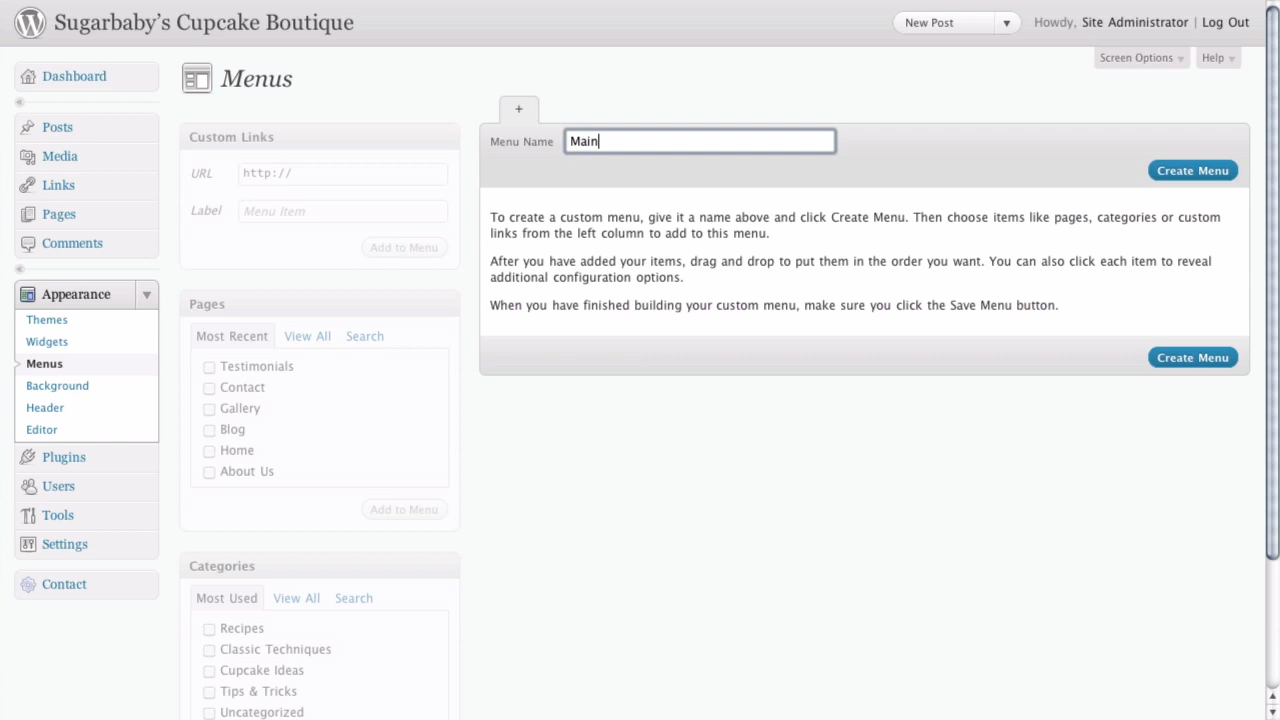 Sugarbaby's Cupcake Boutique
New Post
Howdy, Site Administrator | Log Out
Screen Options
Help
Dashboard
Posts
Media
Links
Pages
Comments
Appearance
Themes
Widgets
Menus
Background
Header
Editor
Plugins
Users
Tools
Settings
Contact
Menus
Custom Links
URL http://
Label Menu Item
Add to Menu
Pages
Most Recent View All Search
Testimonials
Contact
Gallery
Blog
Home
About Us
Add to Menu
Categories
Most Used View All Search
Recipes
Classic Techniques
Cupcake Ideas
Tips & Tricks
Uncategorized
+
Menu Name Main
Create Menu
To create a custom menu, give it a name above and click Create Menu. Then choose items like pages, categories or custom
links from the left column to add to this menu.
After you have added your items, drag and drop to put them in the order you want. You can also click each item to reveal
additional configuration options.
When you have finished building your custom menu, make sure you click the Save Menu button.
Create Menu